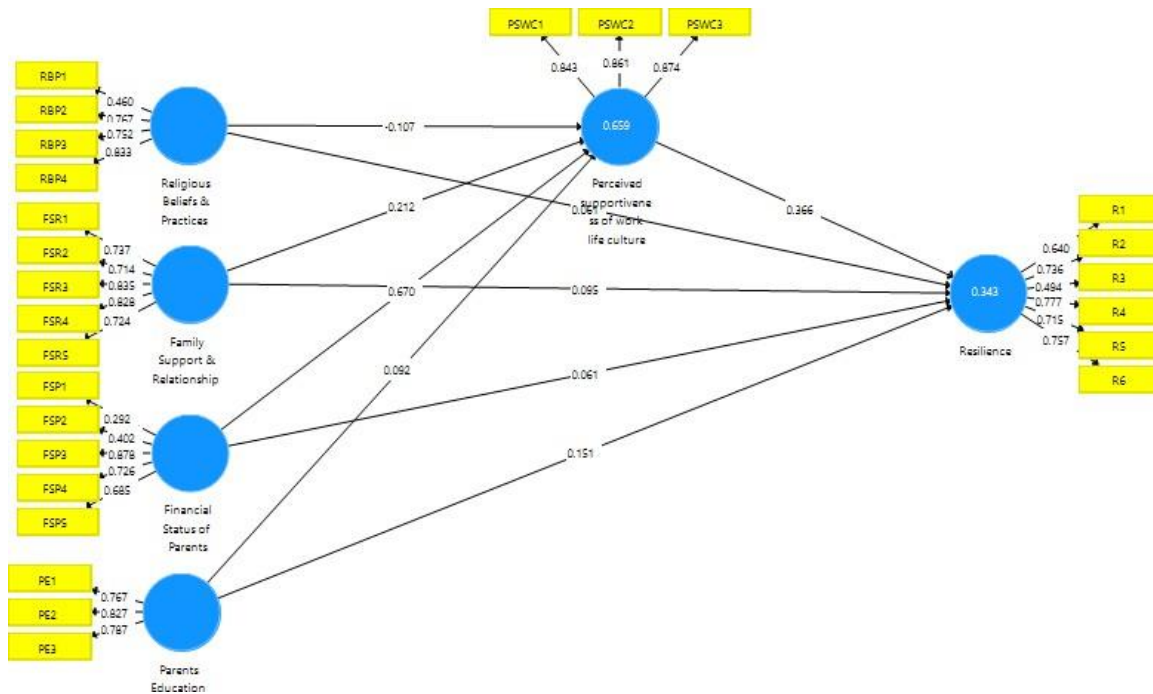 PSWC1
PSWC2
PSWC3
0.843
0.861
0.874
0.659
Perceived
supportivene
ss of work
life culture
RBP1
RBP2
RBP3
RBP4
0.460
0.767
0.752
0.833
Religious
Beliefs &
Practices
-0.107
0.061
0.366
FSR1
FSR2
FSR3
FSR4
FSR5
0.737
0.714
0.835
0.828
0.724
Family
Support &
Relationship
0.212
0.095
FSP1
FSP2
FSP3
FSP4
FSP5
0.292
0.402
0.878
0.726
0.685
Financial
Status of
Parents
0.670
0.061
PE1
PE2
PE3
0.767
0.827
0.787
Parents
Education
0.092
0.151
0.343
Resilience
0.640
0.736
0.494
0.777
0.715
0.757
R1
R2
R3
R4
R5
R6